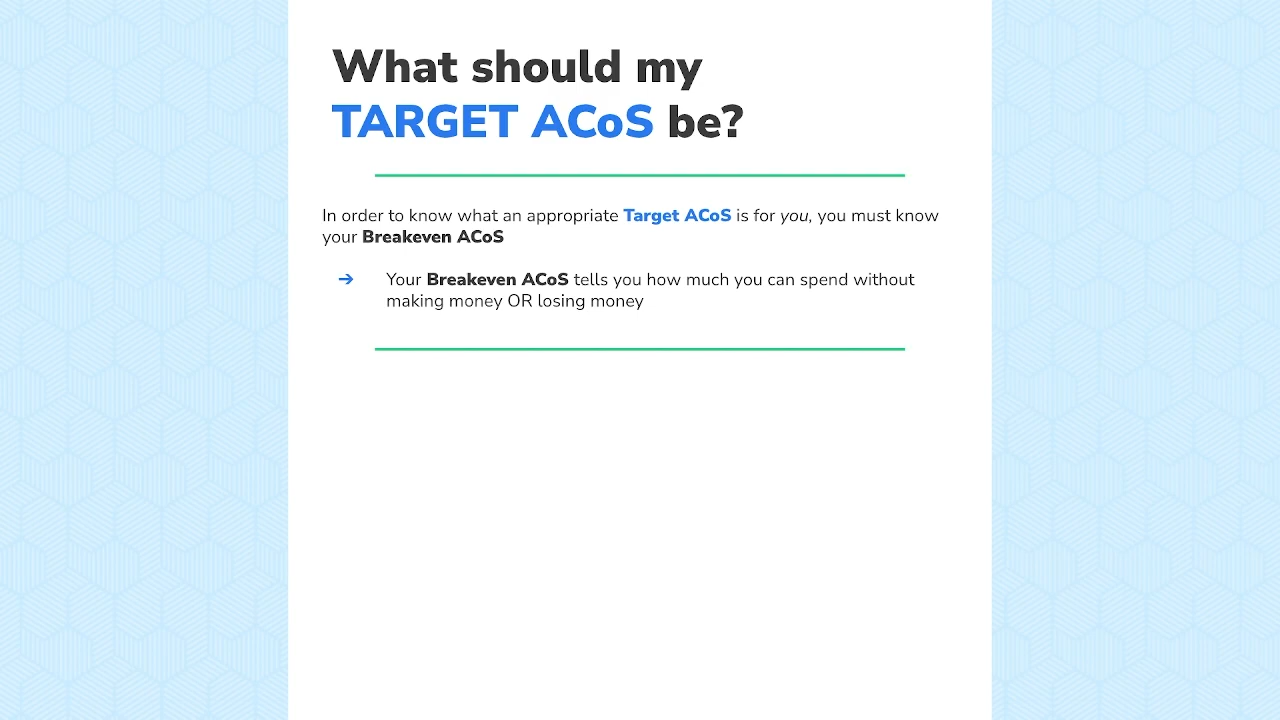 What should my
TARGET ACoS be?
In order to know what an appropriate Target ACoS is for you, you must know
your Breakeven ACoS
➔ Your Breakeven ACoS tells you how much you can spend without
making money OR losing money